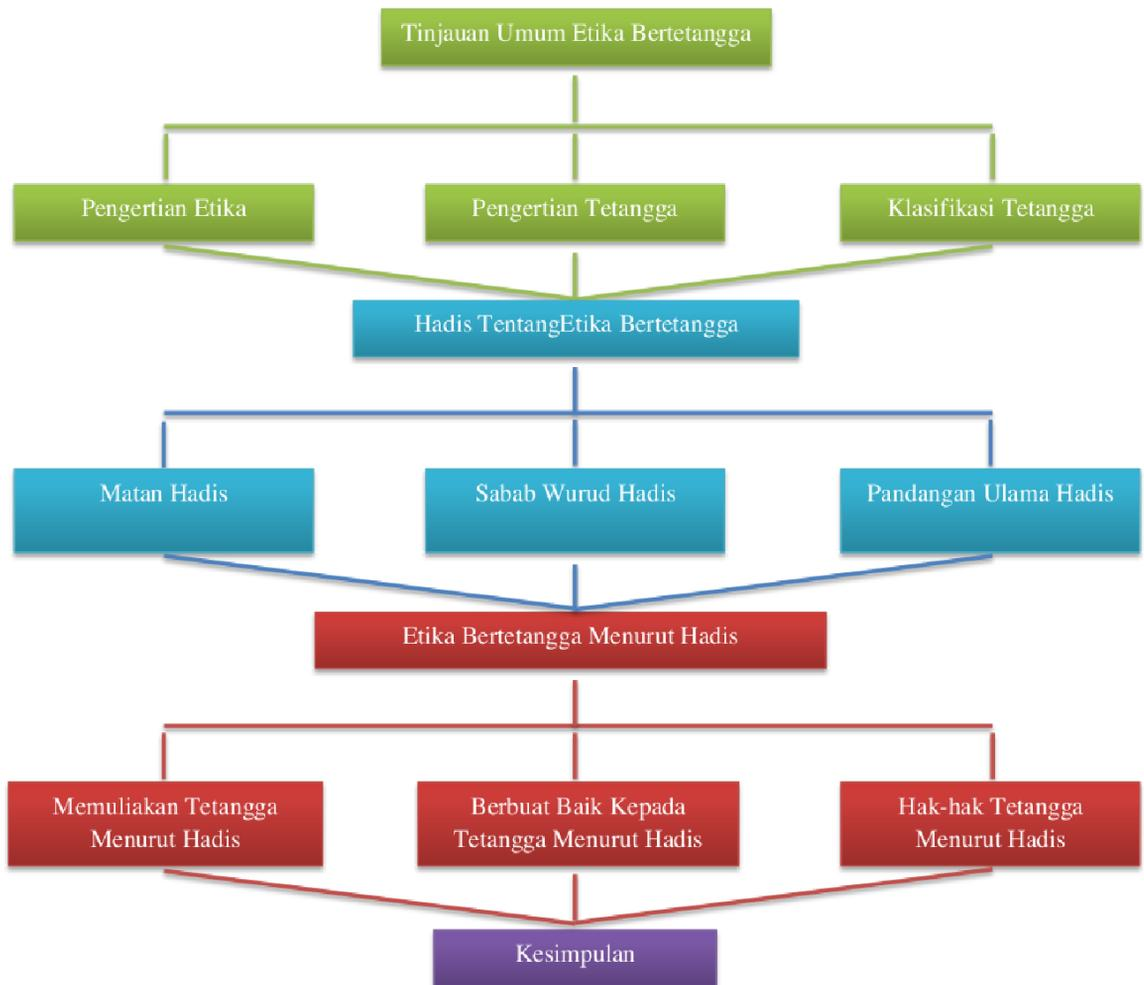 Tinjauan Umum Etika Bertetangga
Pengertian Etika
Pengertian Tetangga
Klasifikasi Tetangga
Hadis TentangEtika Bertetangga
Matan Hadis
Sabab Wurud Hadis
Pandangan Ulama Hadis
Etika Bertetangga Menurut Hadis
Memuliakan Tetangga
Menurut Hadis
Berbuat Baik Kepada
Tetangga Menurut Hadis
Hak-hak Tetangga
Menurut Hadis
Kesimpulan